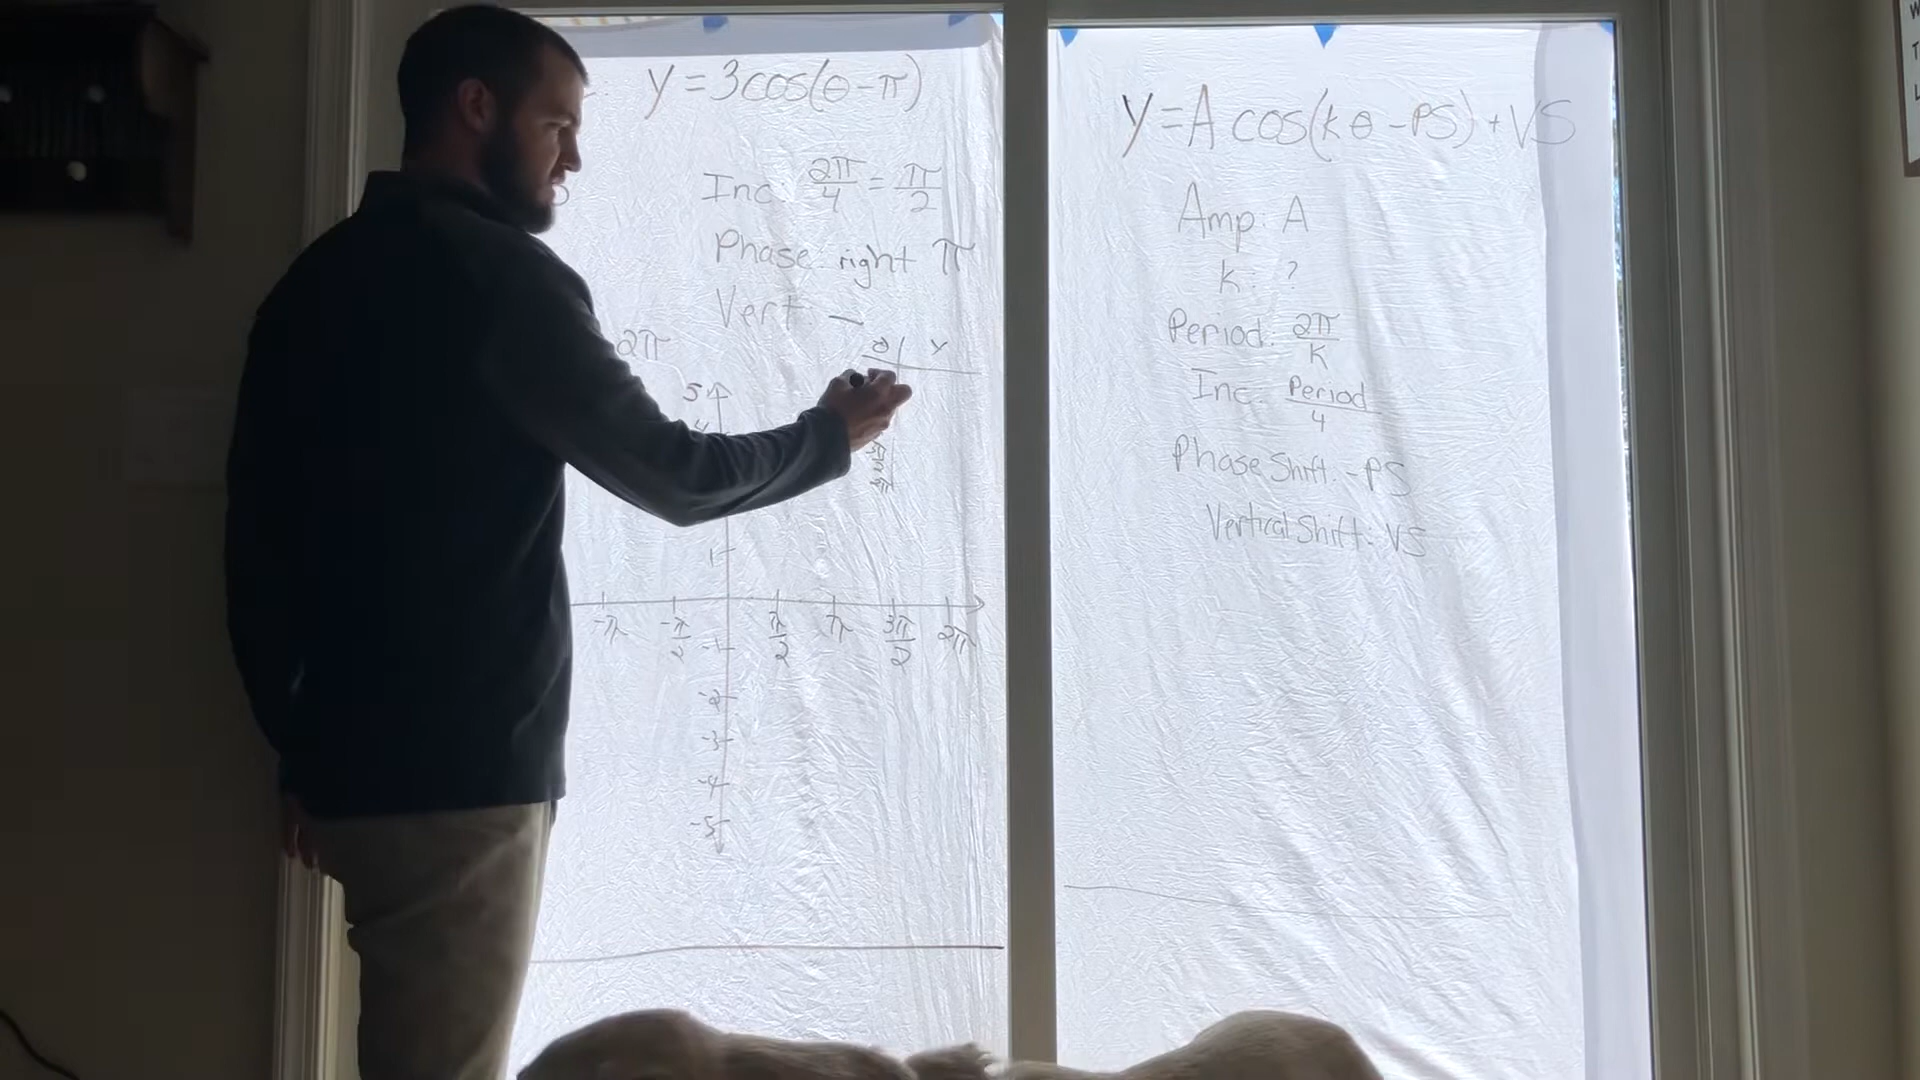 y = 3cos(θ - π)
Inc: 2π/4 = π/2
Phase: right π
Vert: —
2π
θ | y
5
1
-π -π/2 π/2 π 3π/2 2π
-1
-2
-3
-4
-5
y = A cos(kθ - PS) + VS
Amp: A
k: ?
Period: 2π/K
Inc.: Period/4
Phase Shift: -PS
Vertical Shift: VS
W
T
L